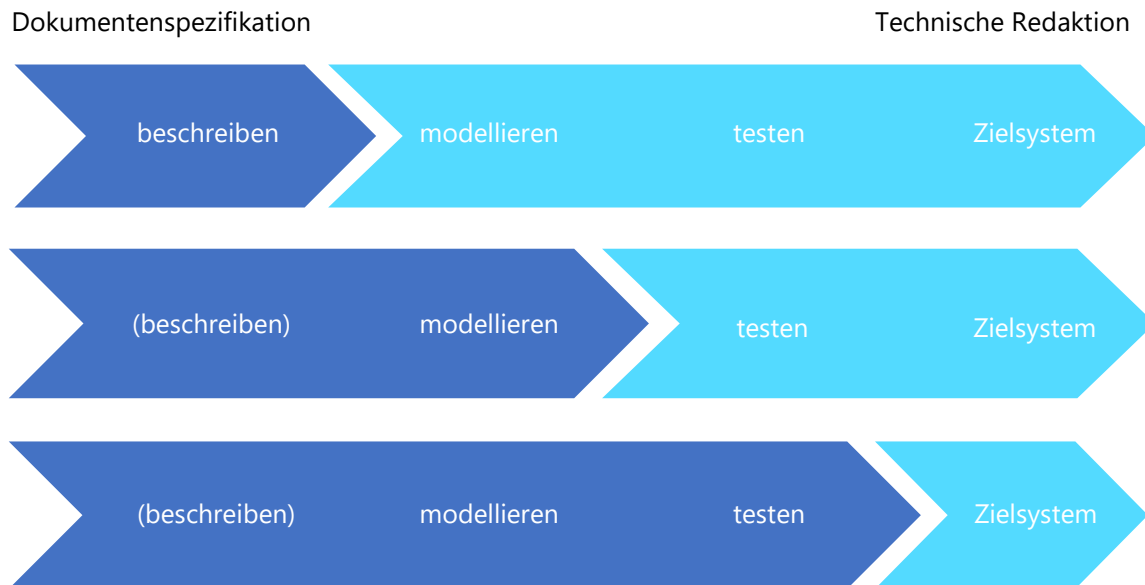 Dokumentenspezifikation Technische Redaktion
beschreiben modellieren testen Zielsystem
(beschreiben) modellieren testen Zielsystem
(beschreiben) modellieren testen Zielsystem